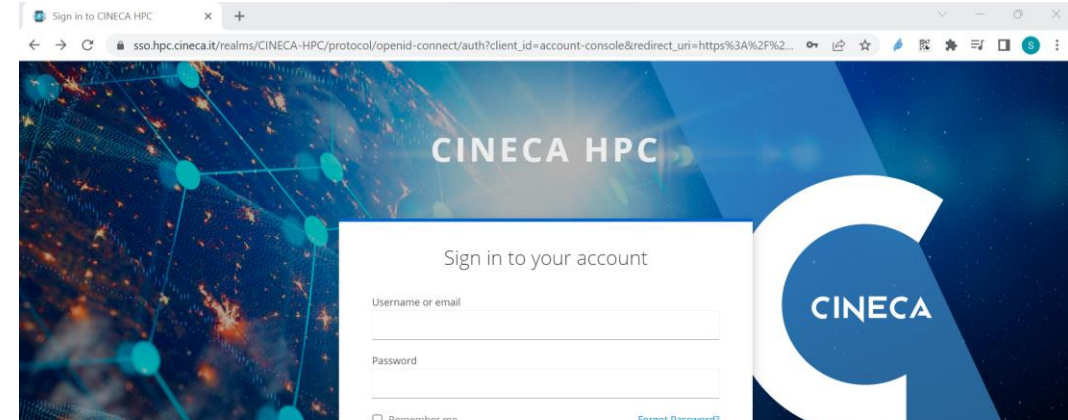 Sign in to CINECA HPC
sso.hpc.cineca.it/realms/CINECA-HPC/protocol/openid-connect/auth?client_id=account-console&redirect_uri=https%3A%2F%2...
S
CINECA HPC
Sign in to your account
Username or email
CINECA
Password
Remember me Forgot Password?